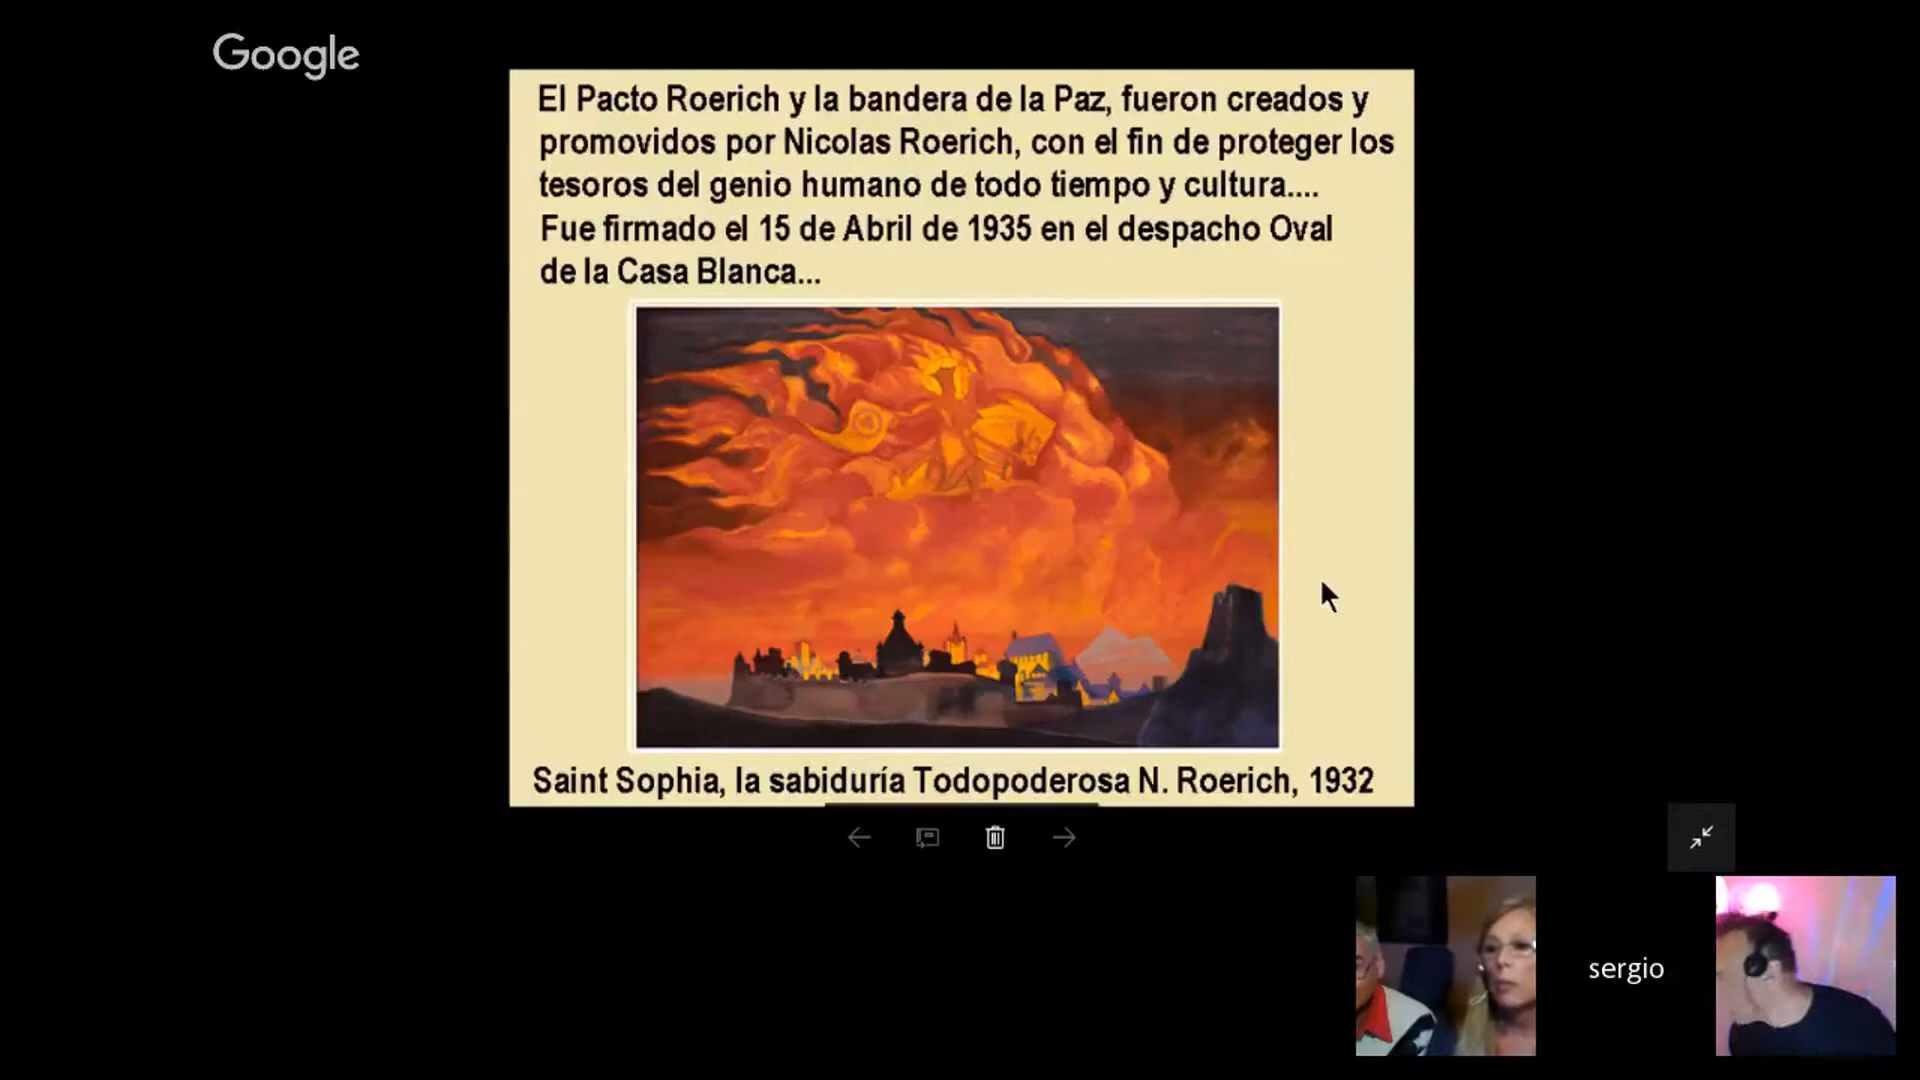 Google
El Pacto Roerich y la bandera de la Paz, fueron creados y
promovidos por Nicolas Roerich, con el fin de proteger los
tesoros del genio humano de todo tiempo y cultura....
Fue firmado el 15 de Abril de 1935 en el despacho Oval
de la Casa Blanca...
Saint Sophia, la sabiduría Todopoderosa N. Roerich, 1932
sergio